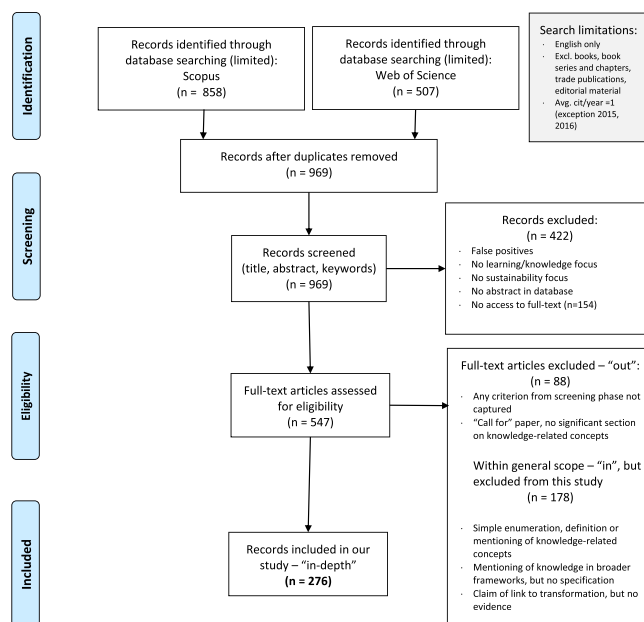 Identification
Records identified through
database searching (limited):
Scopus
(n = 858)
Records identified through
database searching (limited):
Web of Science
(n = 507)
Search limitations:
· English only
· Excl. books, book
series and chapters,
trade publications,
editorial material
· Avg. cit/year =1
(exception 2015,
2016)
Records after duplicates removed
(n = 969)
Screening
Records screened
(title, abstract, keywords)
(n = 969)
Records excluded:
(n = 422)
· False positives
· No learning/knowledge focus
· No sustainability focus
· No abstract in database
· No access to full-text (n=154)
Eligibility
Full-text articles assessed
for eligibility
(n = 547)
Full-text articles excluded – “out”:
(n = 88)
· Any criterion from screening phase not
captured
· “Call for” paper, no significant section
on knowledge-related concepts
Within general scope – “in”, but
excluded from this study
(n = 178)
· Simple enumeration, definition or
mentioning of knowledge-related
concepts
· Mentioning of knowledge in broader
frameworks, but no specification
· Claim of link to transformation, but no
evidence
Included
Records included in our
study – “in-depth”
(n = 276)